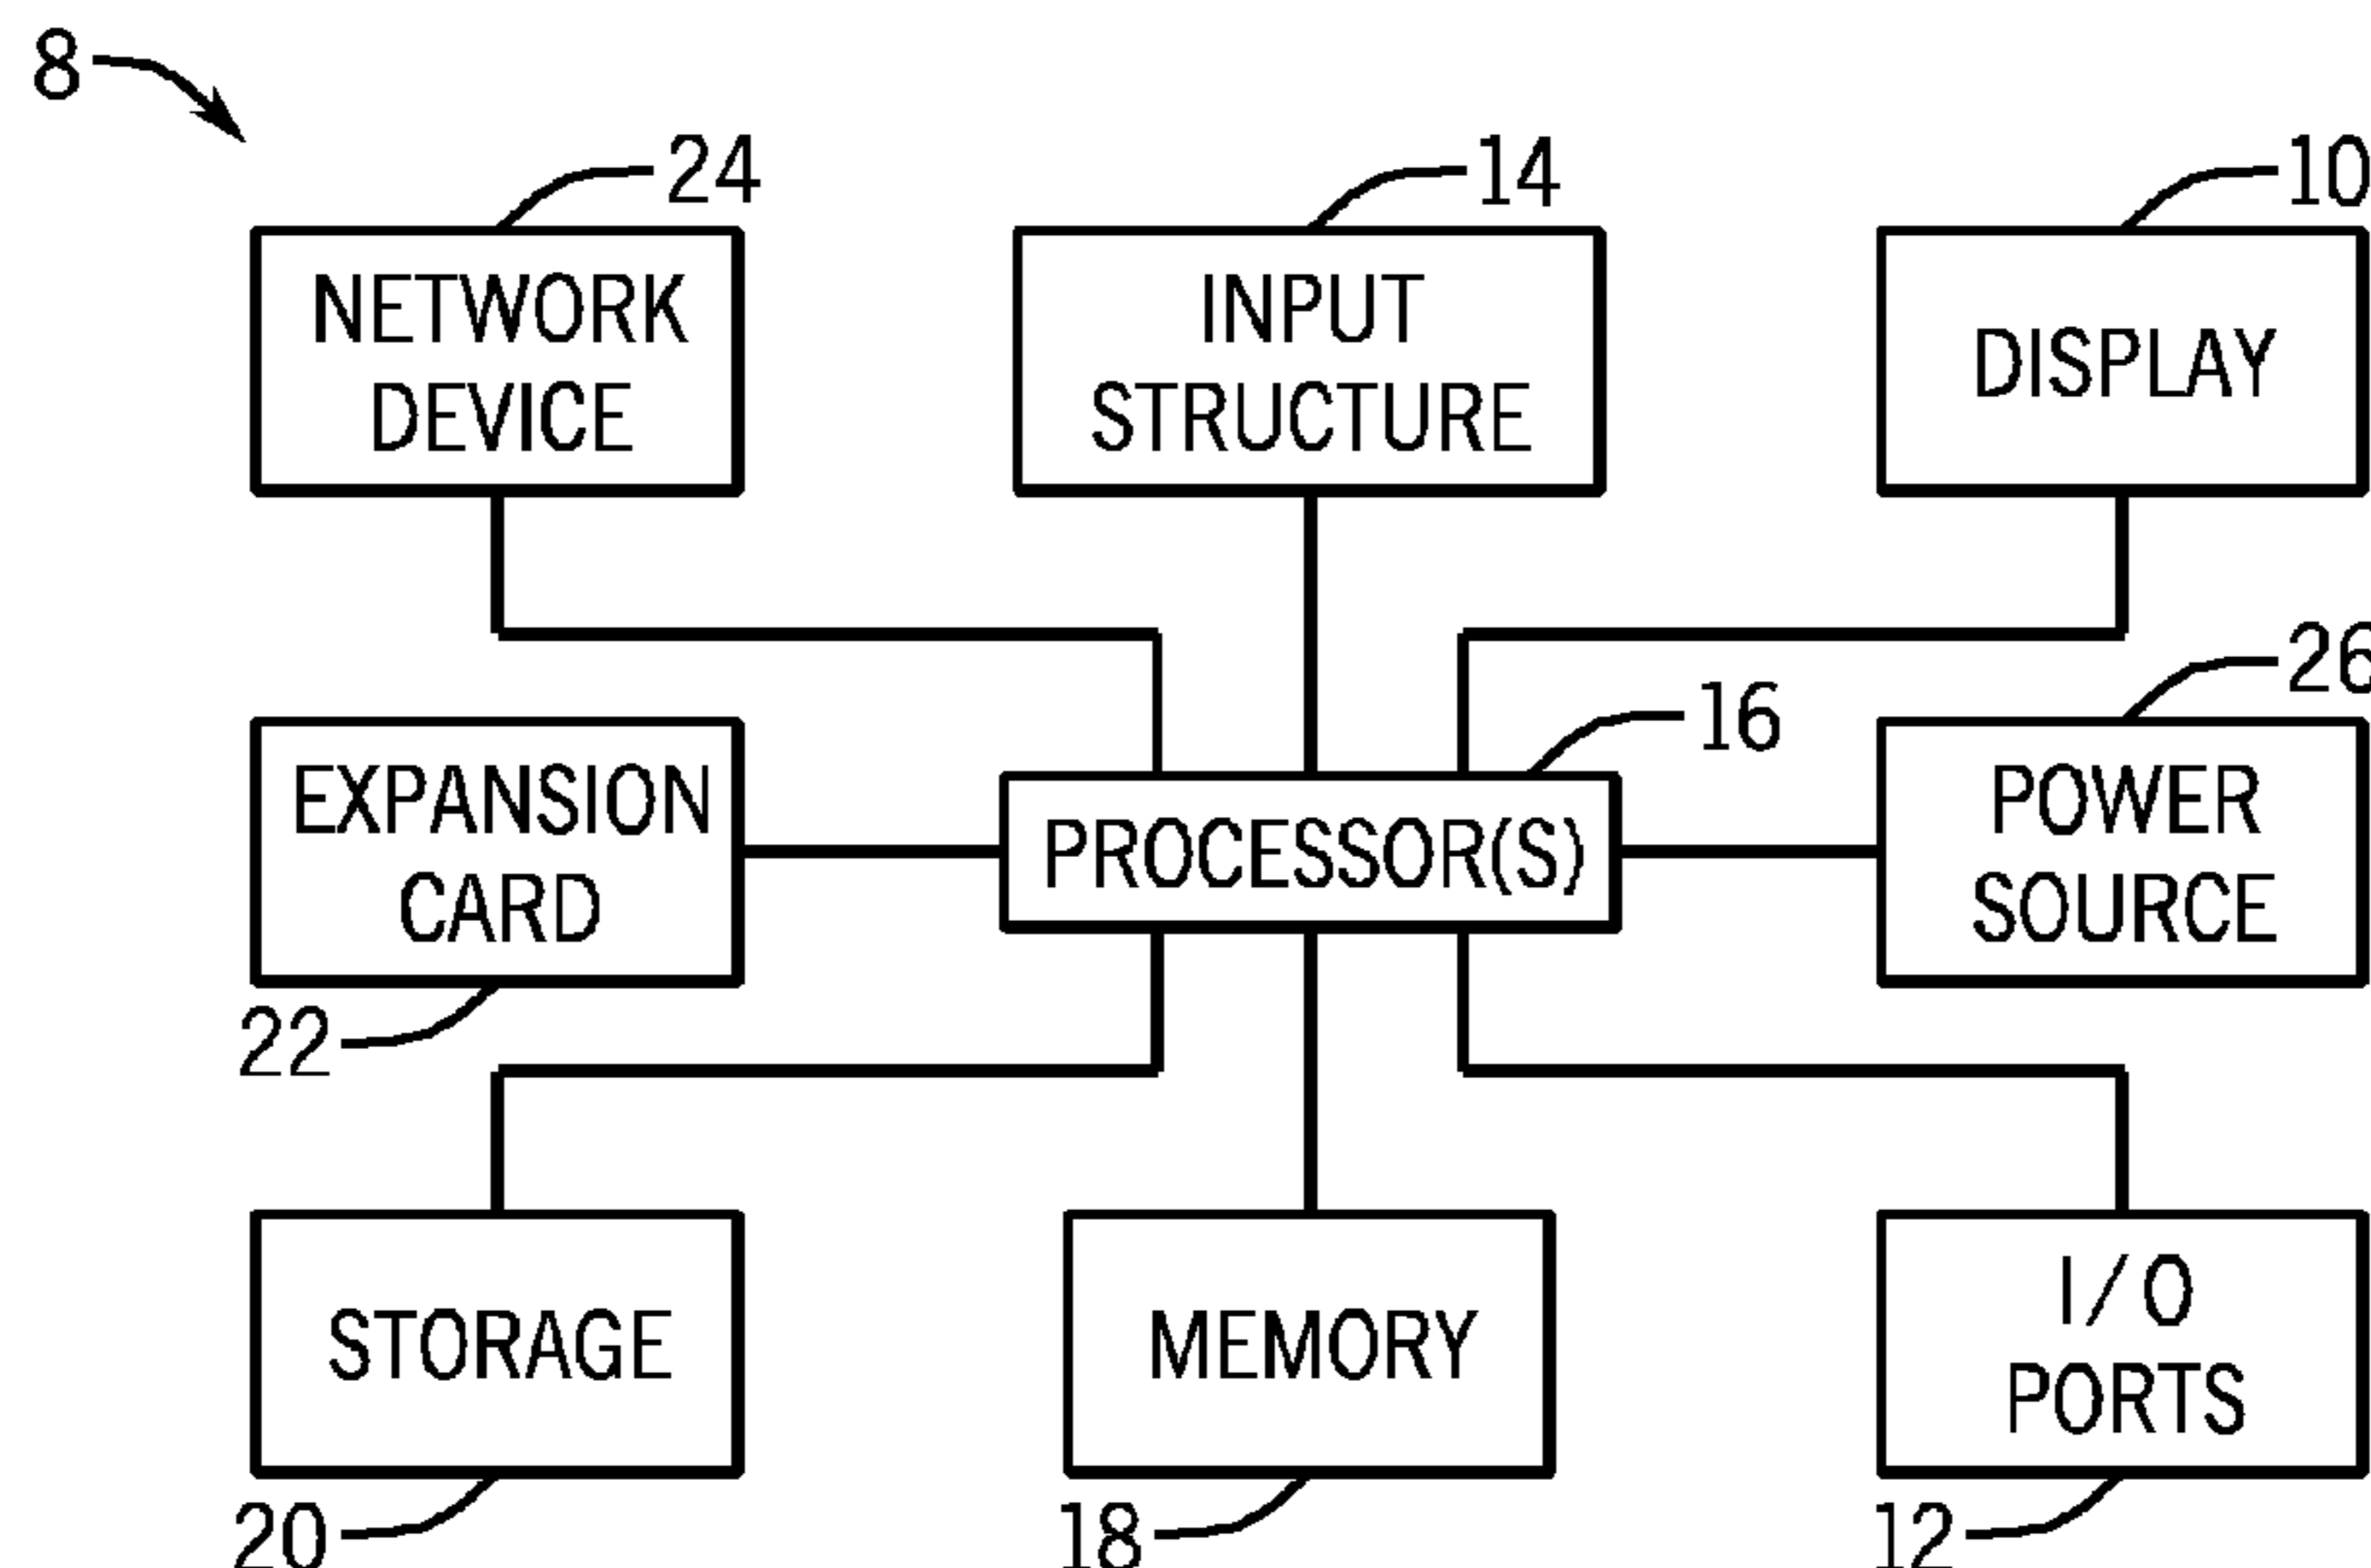 8
24
14
10
NETWORK
DEVICE
INPUT
STRUCTURE
DISPLAY
26
16
EXPANSION
CARD
PROCESSOR(S)
POWER
SOURCE
22
STORAGE
MEMORY
I/O
PORTS
20
18
12